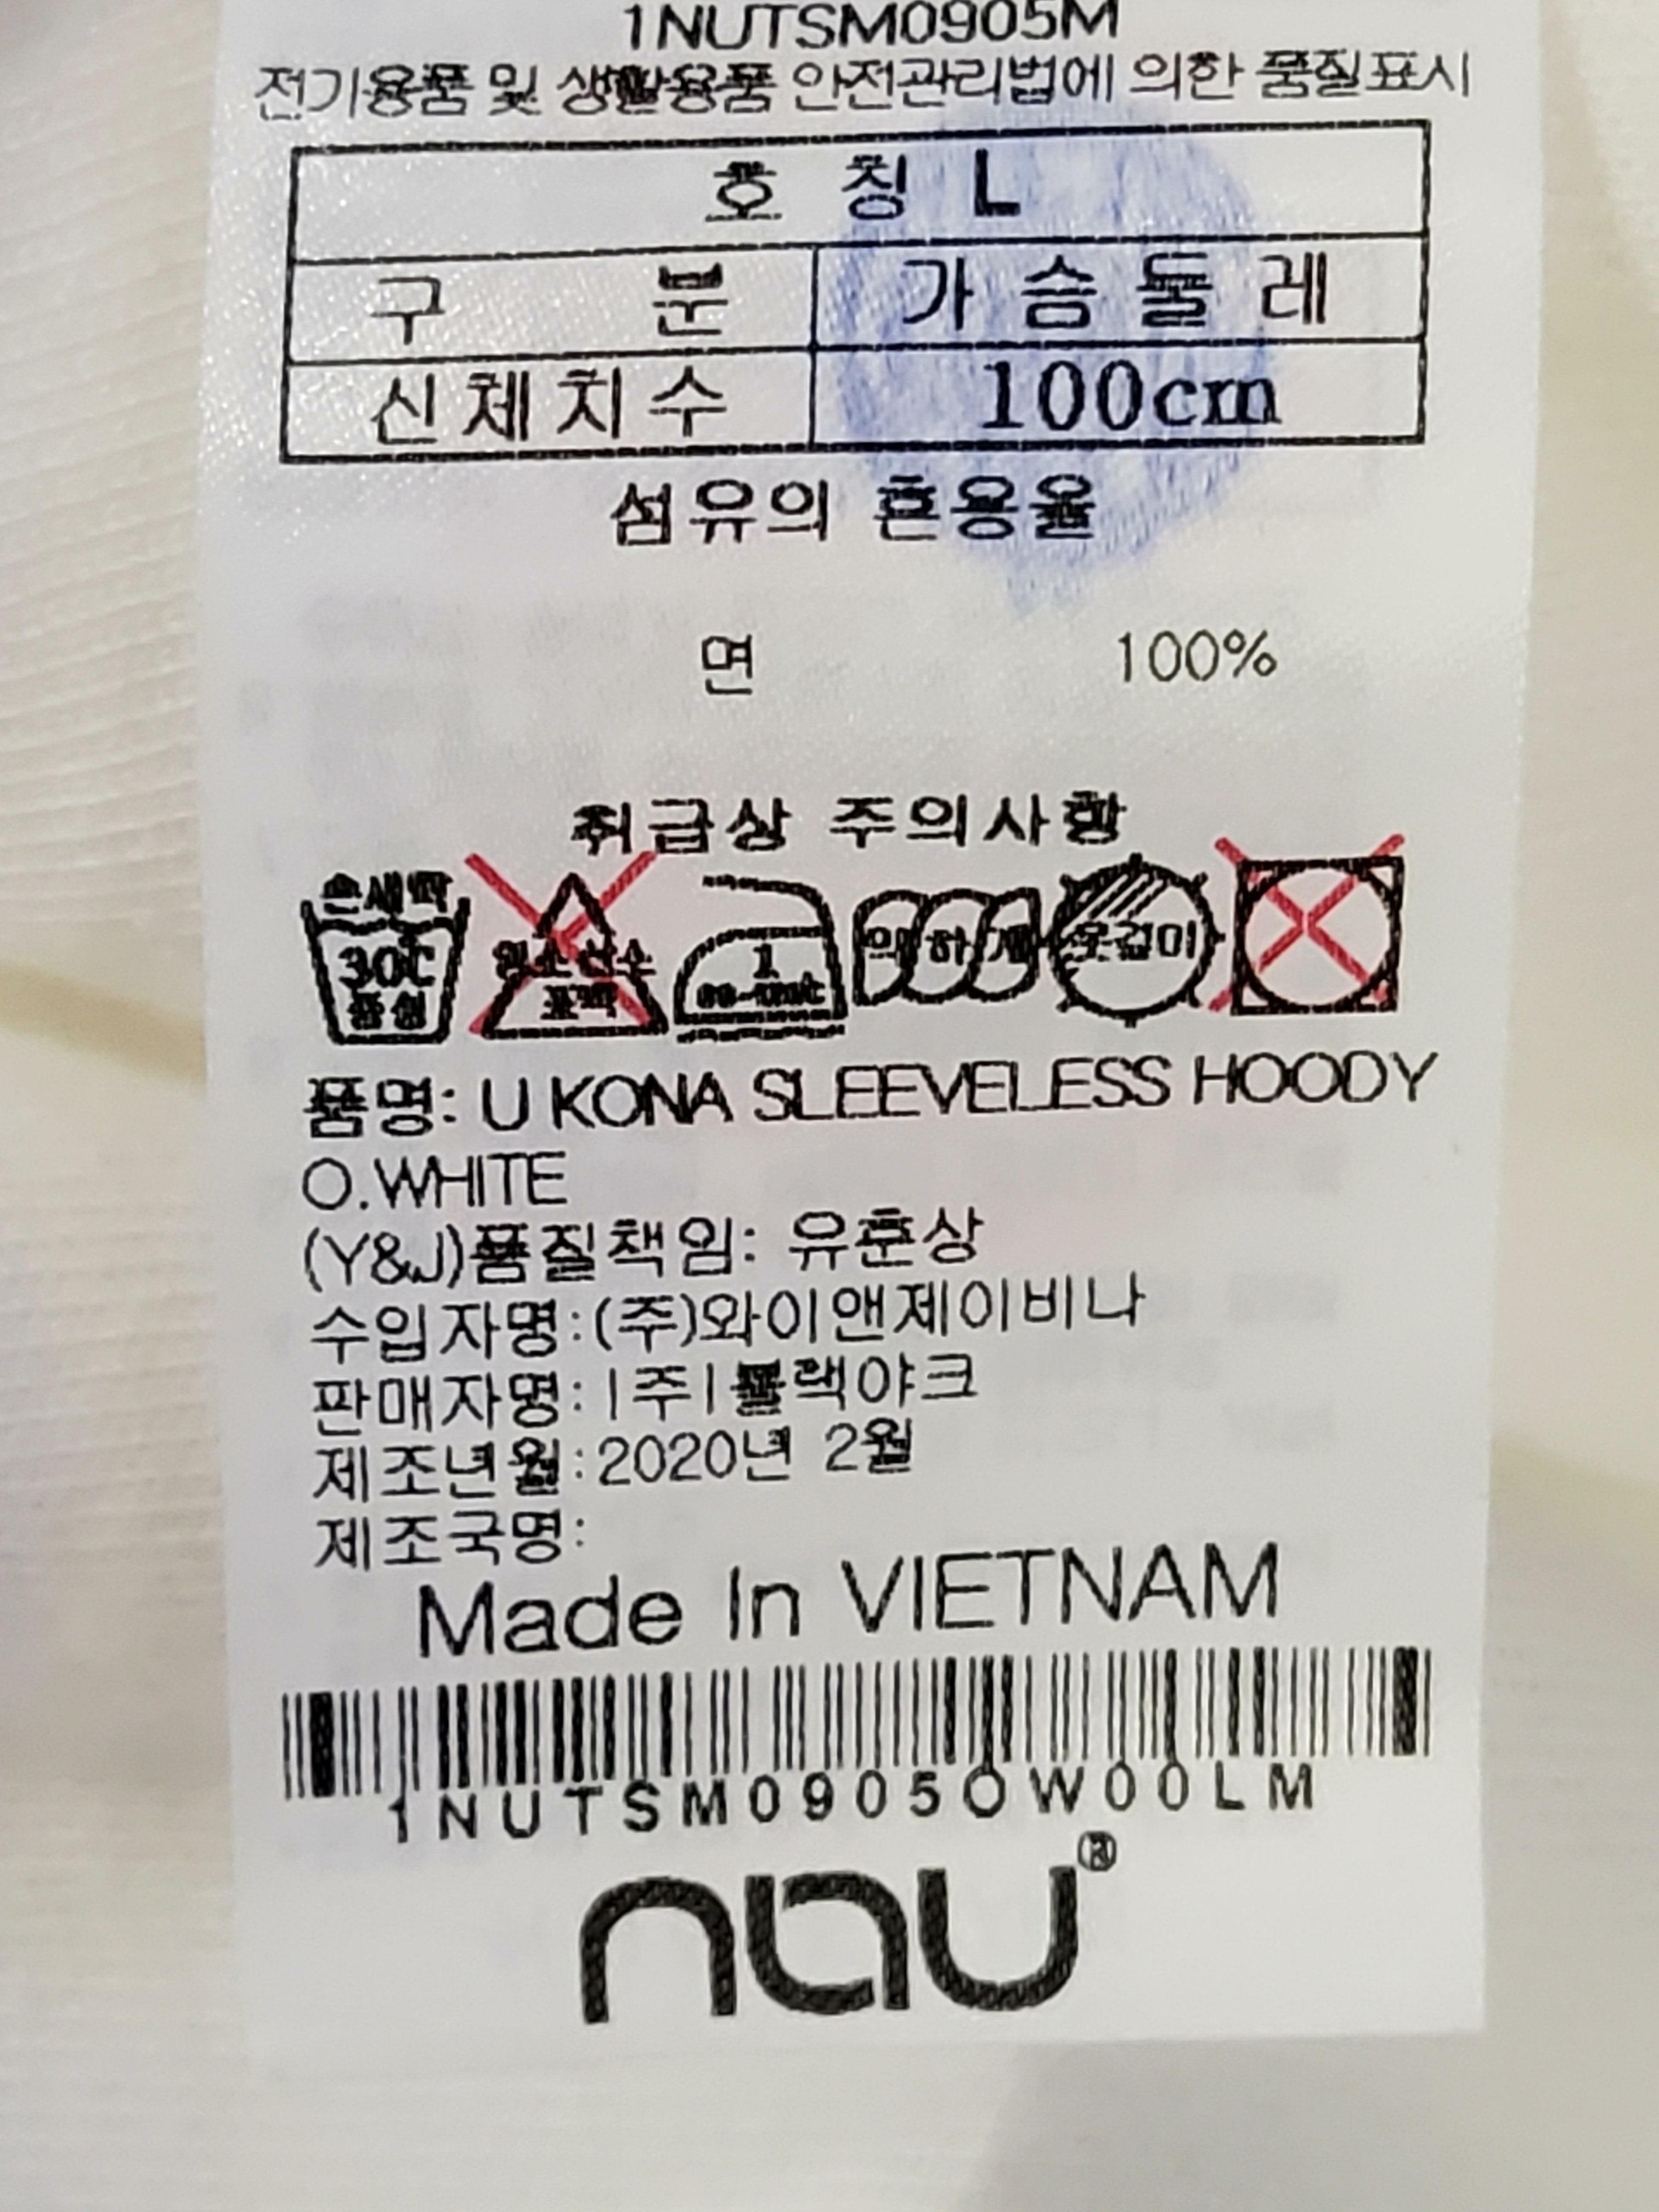 1NUTSM0905M
전기용품 및 생활용품 안전관리법에 의한 품질표시
호 칭 L
구 분 가슴둘레
신체치수 100cm
섬유의 혼용율
면 100%
취급상 주의사항
손세탁 30℃ 중성
염소산소 표백
1
약하게
옷걸이
품명: U KONA SLEEVELESS HOODY
O.WHITE
(Y&J)품질책임: 유춘상
수입자명:(주)와이앤제이비나
판매자명:|주|블랙야크
제조년월:2020년 2월
제조국명:
Made In VIETNAM
1NUTSM0905OW00LM
nau®